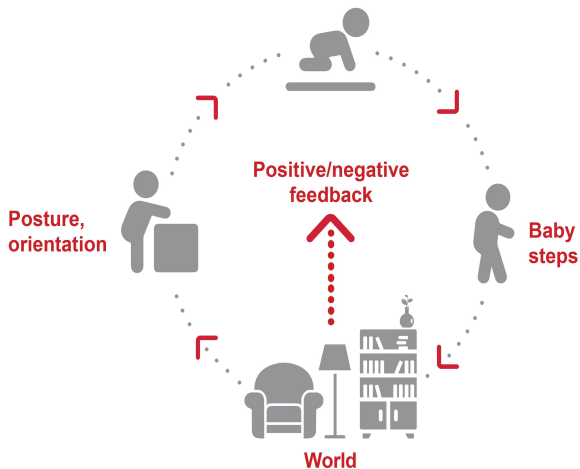 Positive/negative
feedback
Posture,
orientation
Baby
steps
World